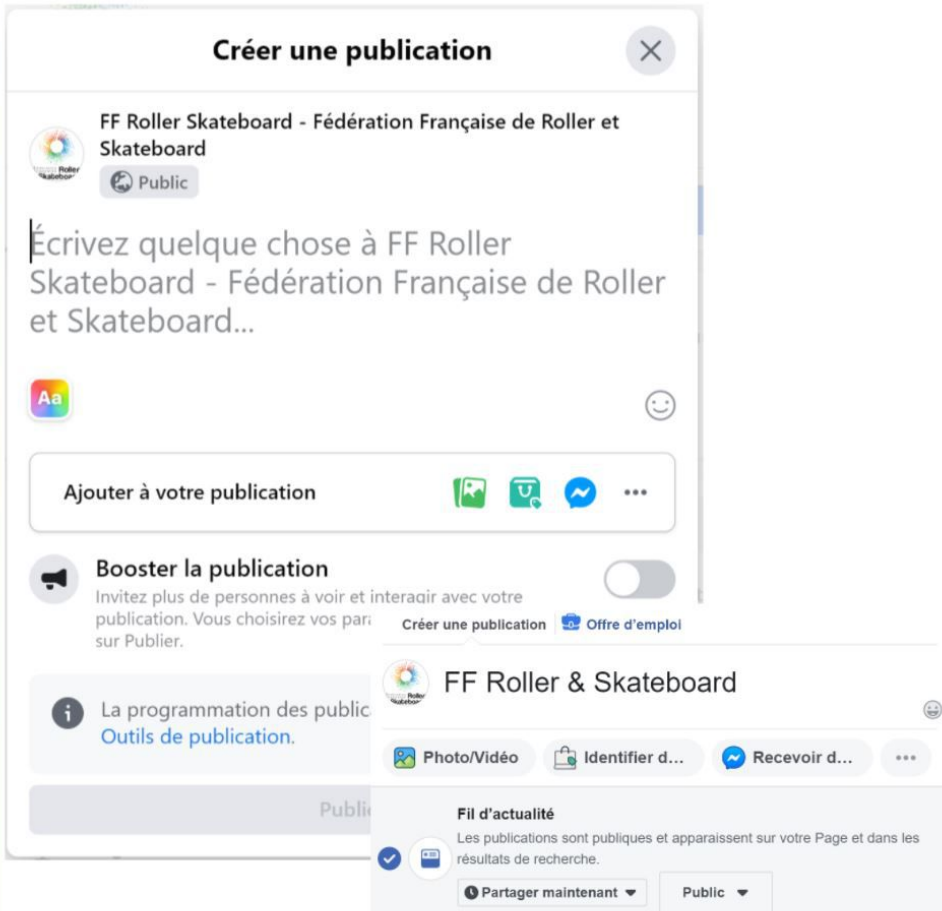 Créer une publication
FF Roller Skateboard - Fédération Française de Roller et
Skateboard
Public
Écrivez quelque chose à FF Roller
Skateboard - Fédération Française de Roller
et Skateboard...
Aa
Ajouter à votre publication
Booster la publication
Invitez plus de personnes à voir et interagir avec votre
publication. Vous choisirez vos
sur Publier.
La programmation des
Outils de publication.
Créer une publication
Offre d'emploi
FF Roller & Skateboard
Photo/Vidéo
Identifier d...
Recevoir d...
Fil d'actualité
Les publications sont publiques et apparaissent sur votre Page et dans les
résultats de recherche.
Partager maintenant
Public